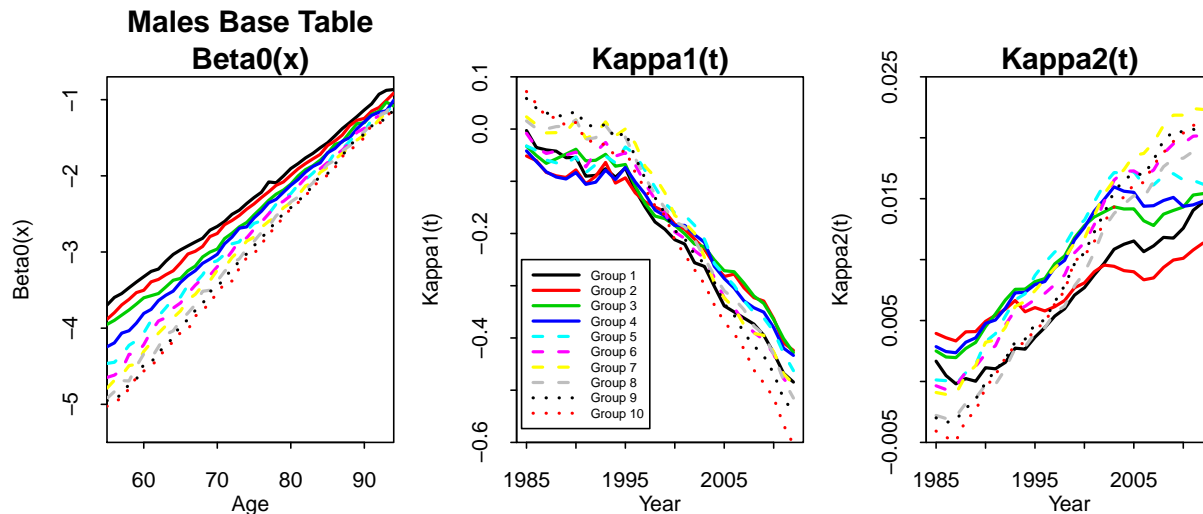 Males Base Table
Beta0(x)
Kappa1(t)
Kappa2(t)
Beta0(x)
−1
−2
−3
−4
−5
60
70
80
90
Age
Kappa1(t)
0.1
0.0
−0.2
−0.4
−0.6
Group 1
Group 2
Group 3
Group 4
Group 5
Group 6
Group 7
Group 8
Group 9
Group 10
1985
1995
2005
Year
Kappa2(t)
0.025
0.015
0.005
−0.005
1985
1995
2005
Year